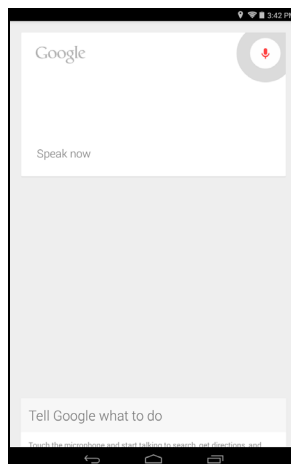 3:42 PM
Google
Speak now
Tell Google what to do
Touch the microphone and start talking to search, get directions, and